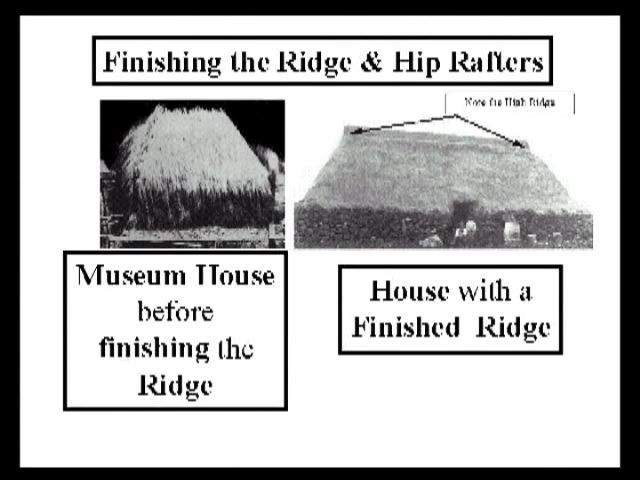 Finishing the Ridge & Hip Rafters
Note the High Ridge
Museum House
before
finishing the
Ridge
House with a
Finished Ridge